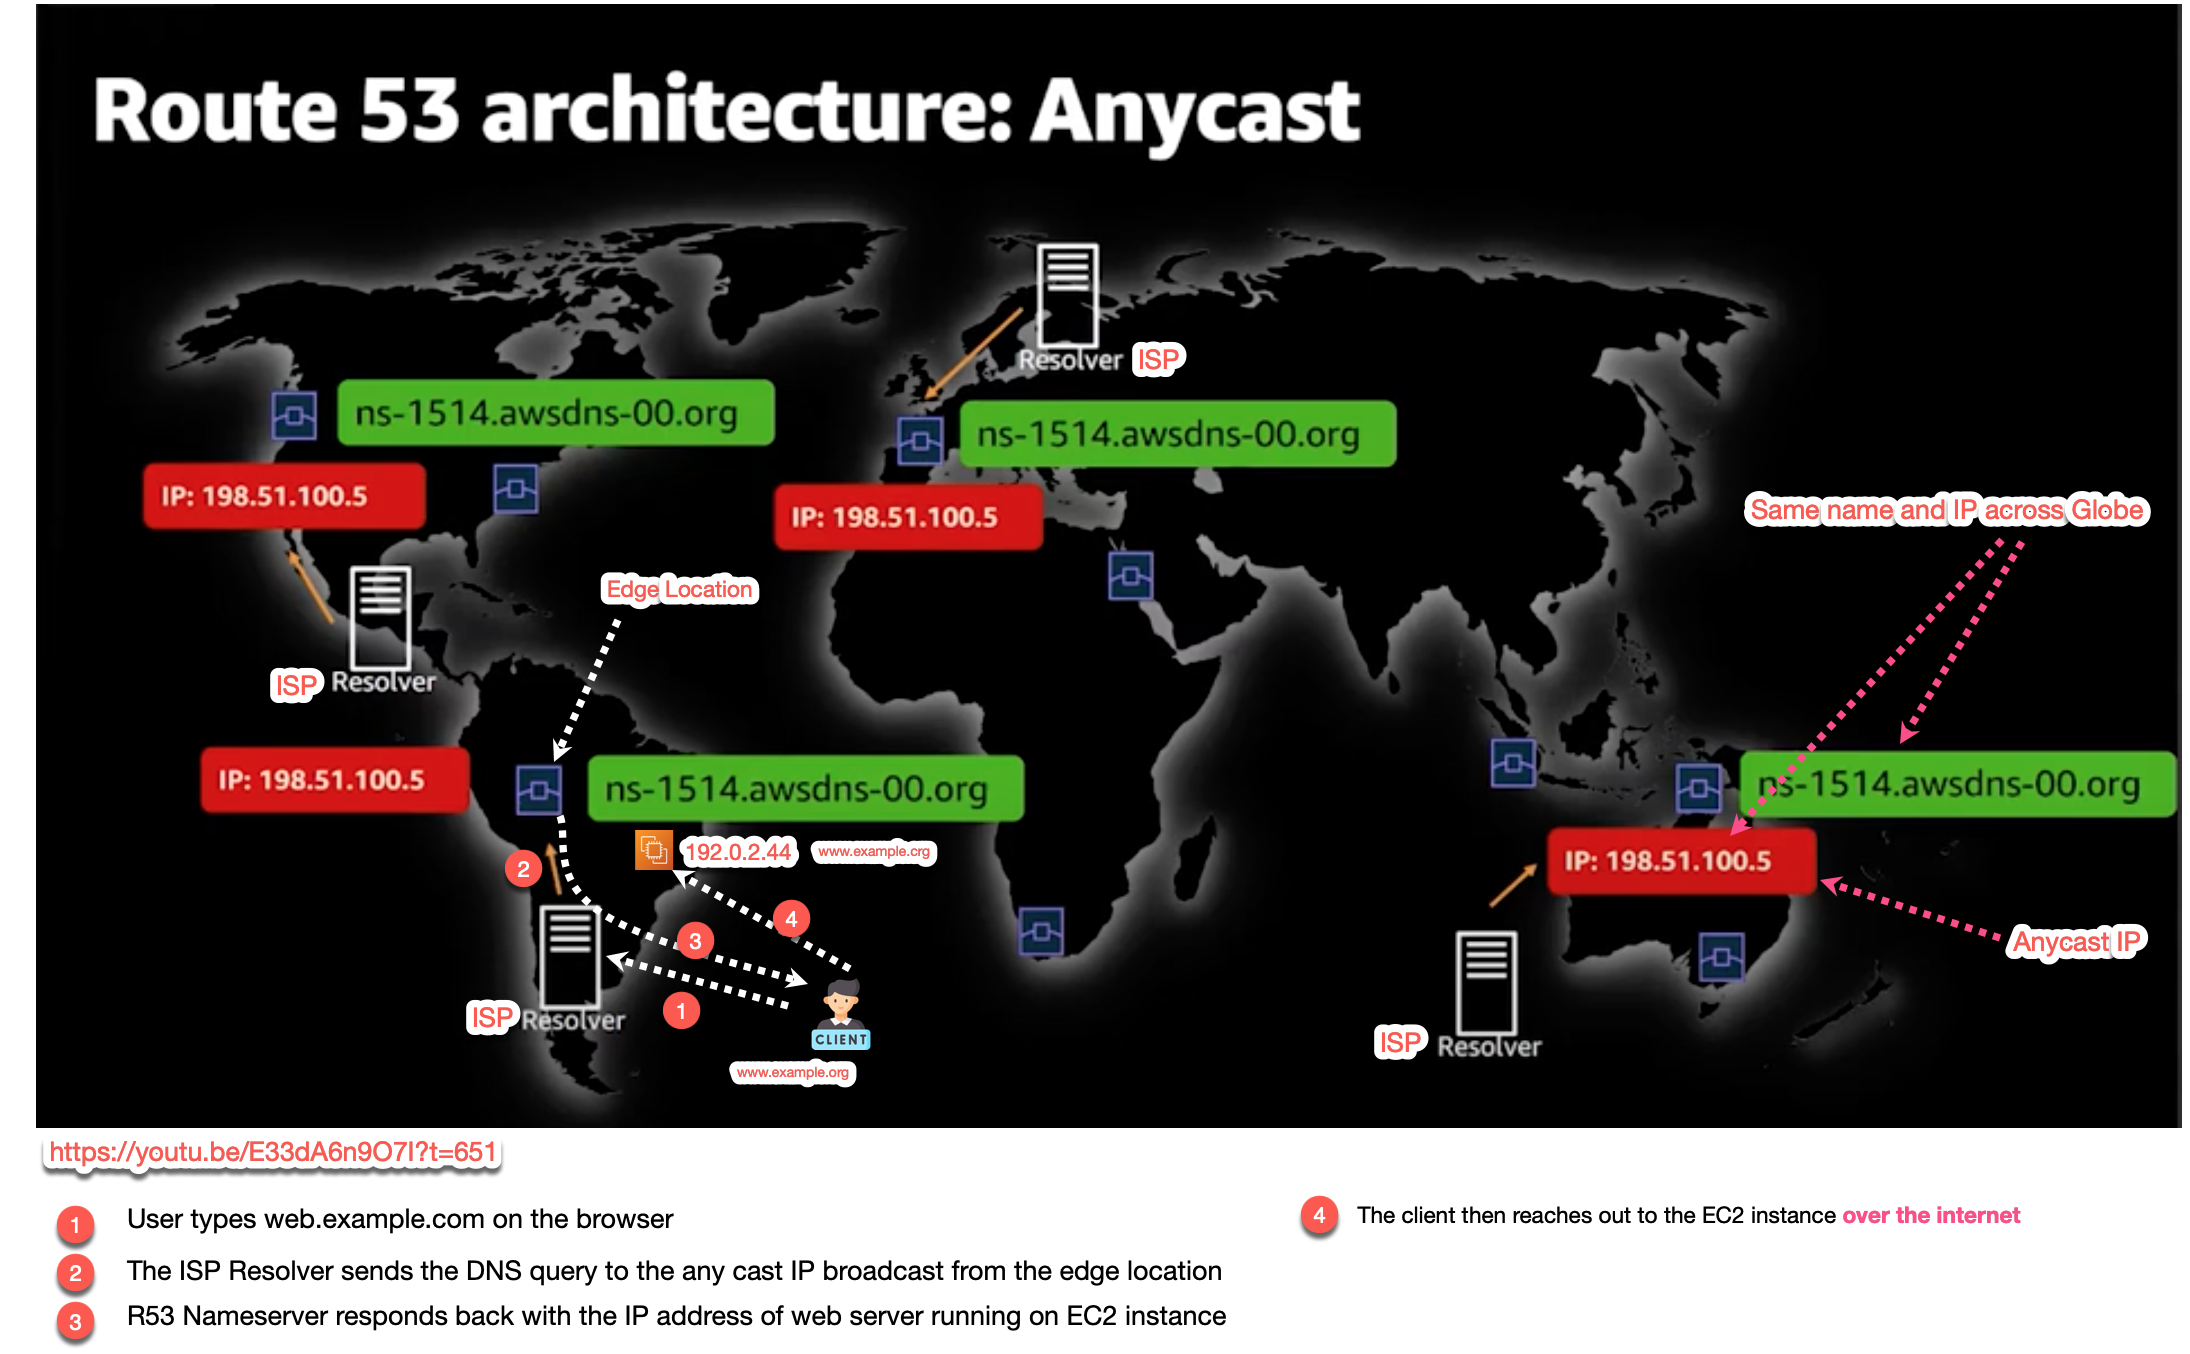 Route 53 architecture: Anycast
Resolver ISP
ns-1514.awsdns-00.org
ns-1514.awsdns-00.org
IP: 198.51.100.5
IP: 198.51.100.5
Same name and IP across Globe
Edge Location
ISP Resolver
IP: 198.51.100.5
ns-1514.awsdns-00.org
ns-1514.awsdns-00.org
192.0.2.44 www.example.crg
IP: 198.51.100.5
2
4
3
Anycast IP
1
ISP Resolver
CLIENT
ISP Resolver
www.example.org
https://youtu.be/E33dA6n9O7I?t=651
1 User types web.example.com on the browser
2 The ISP Resolver sends the DNS query to the any cast IP broadcast from the edge location
3 R53 Nameserver responds back with the IP address of web server running on EC2 instance
4 The client then reaches out to the EC2 instance over the internet